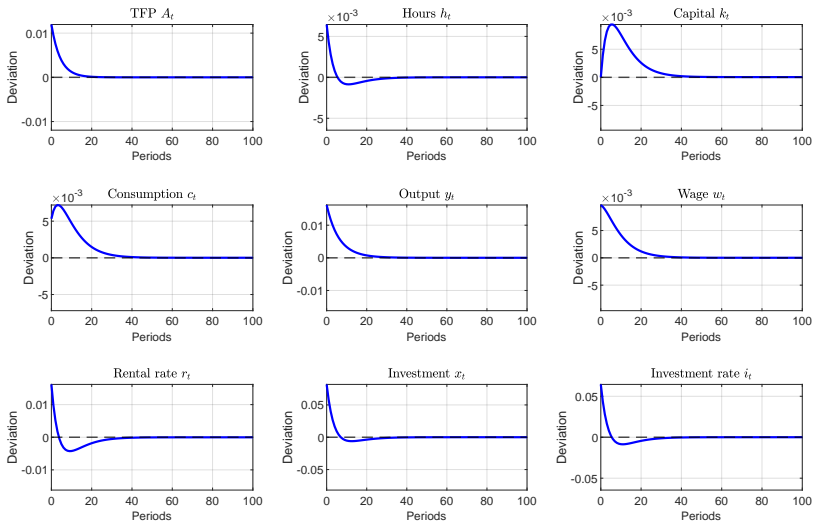 TFP A_t
Deviation
0.01
0
-0.01
0 20 40 60 80 100
Periods
×10^-3
Hours h_t
Deviation
5
0
-5
0 20 40 60 80 100
Periods
×10^-3
Capital k_t
Deviation
5
0
-5
0 20 40 60 80 100
Periods
×10^-3
Consumption c_t
Deviation
5
0
-5
0 20 40 60 80 100
Periods
Output y_t
Deviation
0.01
0
-0.01
0 20 40 60 80 100
Periods
×10^-3
Wage w_t
Deviation
5
0
-5
0 20 40 60 80 100
Periods
Rental rate r_t
Deviation
0.01
0
-0.01
0 20 40 60 80 100
Periods
Investment x_t
Deviation
0.05
0
-0.05
0 20 40 60 80 100
Periods
Investment rate i_t
Deviation
0.05
0
-0.05
0 20 40 60 80 100
Periods